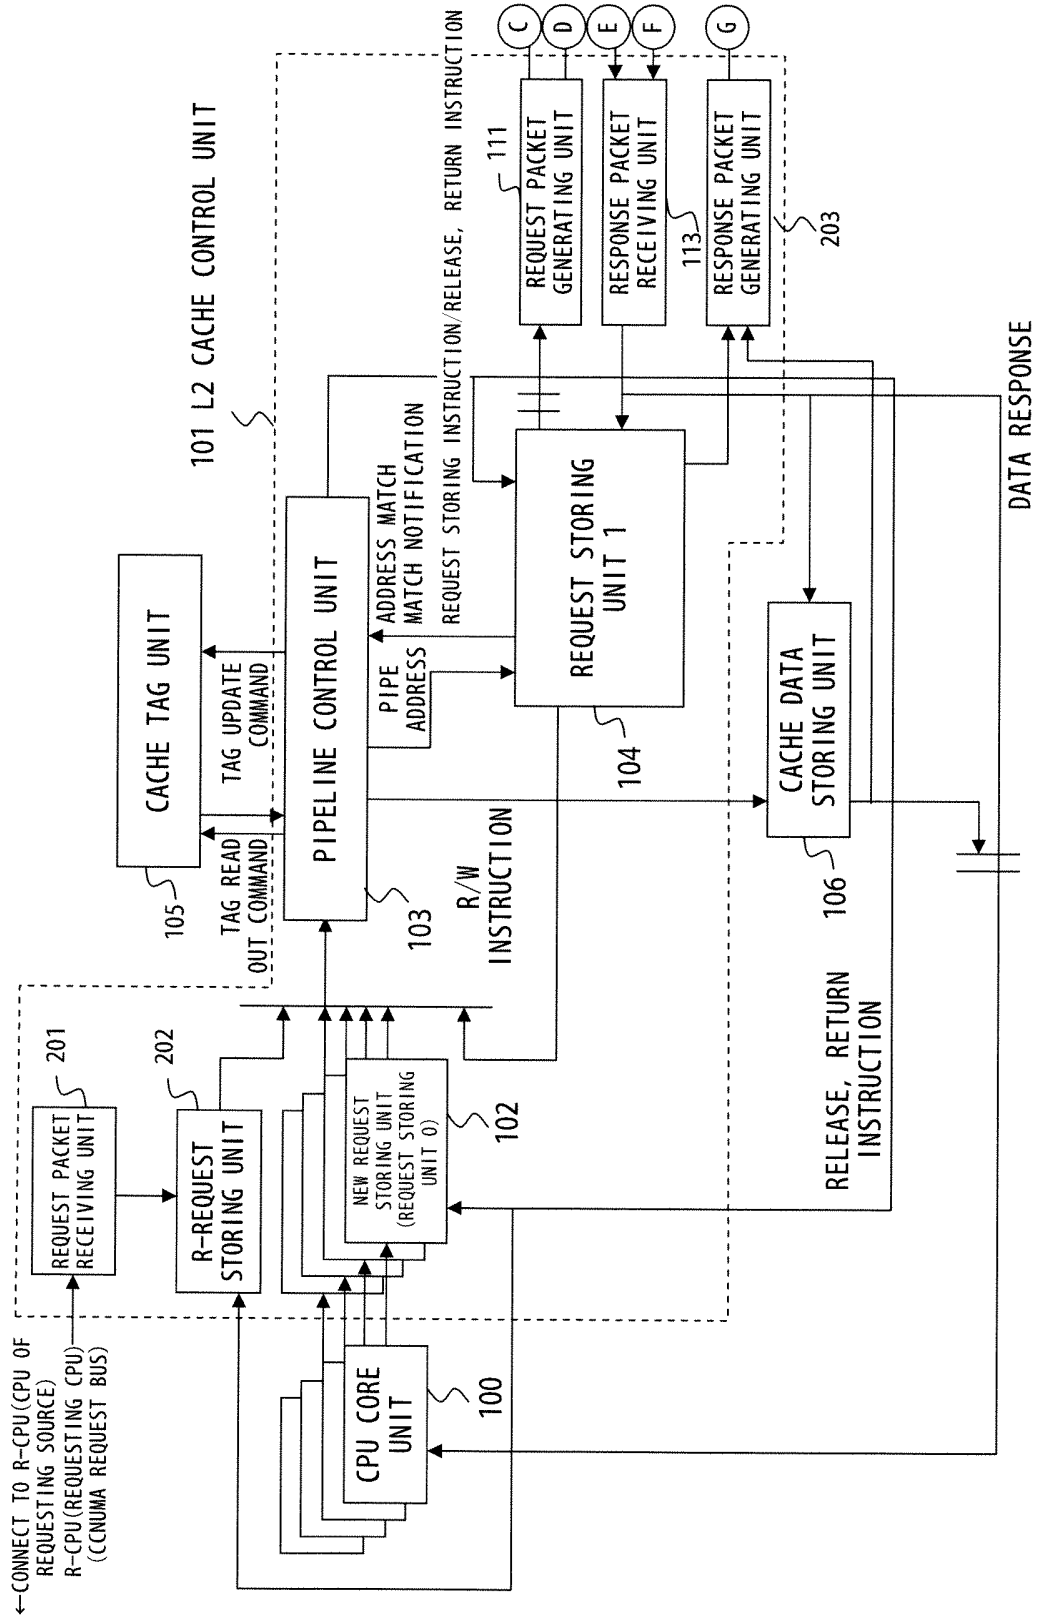 ←CONNECT TO R-CPU(CPU OF
REQUESTING SOURCE)
R-CPU(REQUESTING CPU)
(CCNUMA REQUEST BUS)
REQUEST PACKET
RECEIVING UNIT
201
R-REQUEST
STORING UNIT
202
CPU CORE
UNIT
100
NEW REQUEST
STORING UNIT
(REQUEST STORING
UNIT 0)
102
101 L2 CACHE CONTROL UNIT
CACHE TAG UNIT
105
TAG READ
OUT COMMAND
TAG UPDATE
COMMAND
PIPELINE CONTROL UNIT
103
PIPE
ADDRESS
ADDRESS MATCH
MATCH NOTIFICATION
REQUEST STORING INSTRUCTION/RELEASE, RETURN INSTRUCTION
R/W
INSTRUCTION
REQUEST STORING
UNIT 1
104
REQUEST PACKET
GENERATING UNIT
111
RESPONSE PACKET
RECEIVING UNIT
113
RESPONSE PACKET
GENERATING UNIT
203
C
D
E
F
G
CACHE DATA
STORING UNIT
106
RELEASE, RETURN
INSTRUCTION
DATA RESPONSE